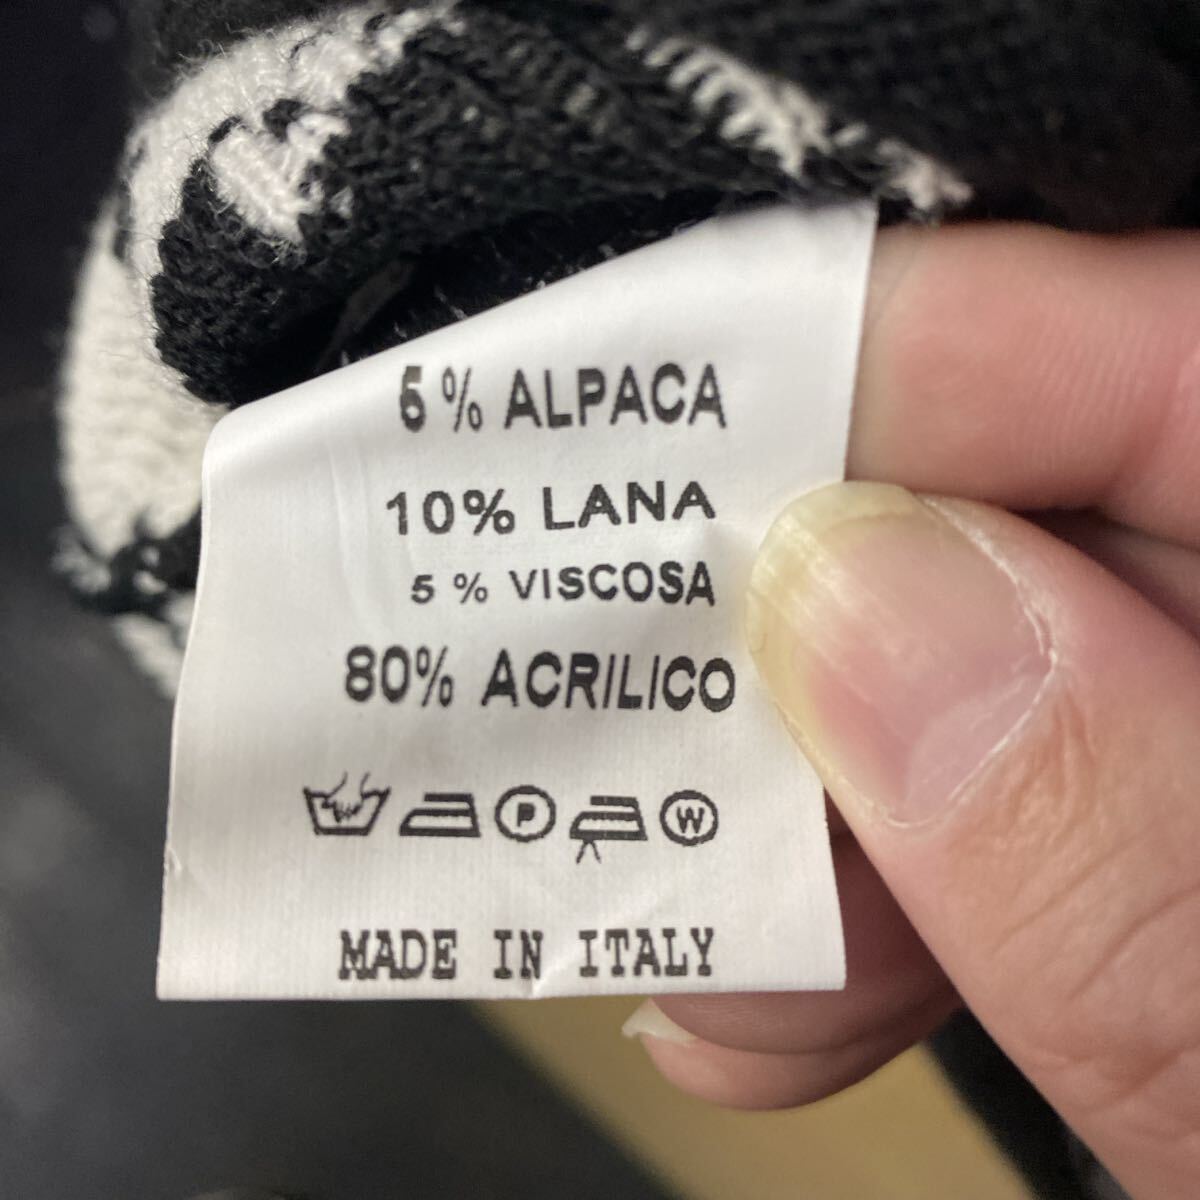 5% ALPACA
10% LANA
5 % VISCOSA
80% ACRILICO
P W
MADE IN ITALY